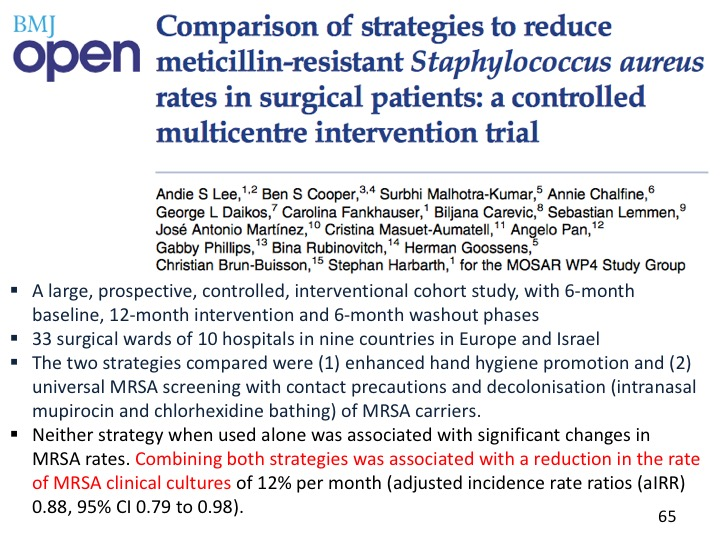 BMJ
open
Comparison of strategies to reduce
meticillin-resistant Staphylococcus aureus
rates in surgical patients: a controlled
multicentre intervention trial
Andie S Lee,1,2 Ben S Cooper,3,4 Surbhi Malhotra-Kumar,5 Annie Chalfine,6
George L Daikos,7 Carolina Fankhauser,1 Biljana Carevic,8 Sebastian Lemmen,9
José Antonio Martínez,10 Cristina Masuet-Aumatell,11 Angelo Pan,12
Gabby Phillips,13 Bina Rubinovitch,14 Herman Goossens,5
Christian Brun-Buisson,15 Stephan Harbarth,1 for the MOSAR WP4 Study Group
▪ A large, prospective, controlled, interventional cohort study, with 6-month
baseline, 12-month intervention and 6-month washout phases
▪ 33 surgical wards of 10 hospitals in nine countries in Europe and Israel
▪ The two strategies compared were (1) enhanced hand hygiene promotion and (2)
universal MRSA screening with contact precautions and decolonisation (intranasal
mupirocin and chlorhexidine bathing) of MRSA carriers.
▪ Neither strategy when used alone was associated with significant changes in
MRSA rates. Combining both strategies was associated with a reduction in the rate
of MRSA clinical cultures of 12% per month (adjusted incidence rate ratios (aIRR)
0.88, 95% CI 0.79 to 0.98).
65